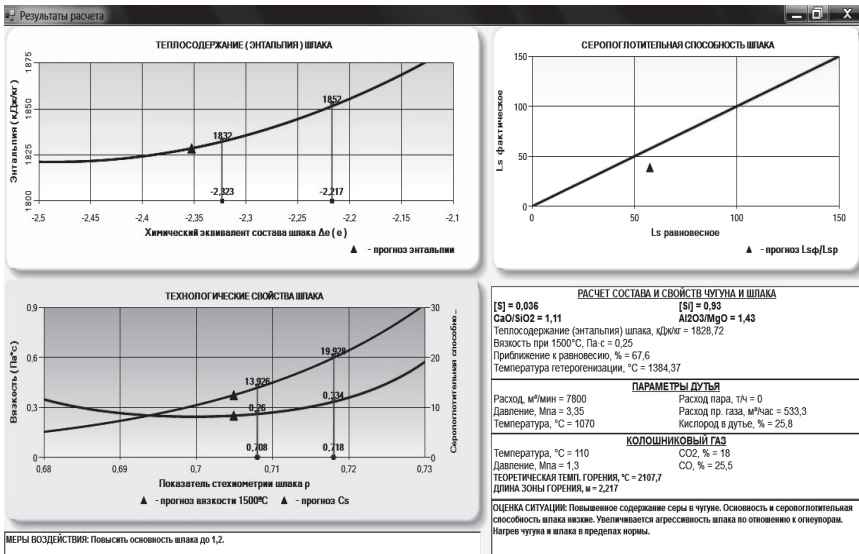 Результаты расчета
ТЕПЛОСОДЕРЖАНИЕ ( ЭНТАЛЬПИЯ ) ШЛАКА
Энтальпия ( кДж/кг )
1875
1850
1825
1800
1832
1852
-2,323
-2,217
-2,5
-2,45
-2,4
-2,35
-2,3
-2,25
-2,2
-2,15
-2,1
Химический эквивалент состава шлака Δe ( e )
▲ - прогноз энтальпии
СЕРОПОГЛОТИТЕЛЬНАЯ СПОСОБНОСТЬ ШЛАКА
Ls фактическое
150
100
50
0
0
50
100
150
Ls равновесное
▲ - прогноз Lsф/Lsp
ТЕХНОЛОГИЧЕСКИЕ СВОЙСТВА ШЛАКА
Вязкость ( Па*с )
0,9
0,6
0,3
0
30
20
10
0
Серопоглотительная способно...
13,926
19,928
0,26
0,334
0,708
0,718
0,68
0,69
0,7
0,71
0,72
0,73
Показатель стехиометрии шлака ρ
▲ - прогноз вязкости 1500ºС ▲ - прогноз Cs
РАСЧЕТ СОСТАВА И СВОЙСТВ ЧУГУНА И ШЛАКА
[S] = 0,036 [Si] = 0,93
CaO/SiO2 = 1,11 Al2O3/MgO = 1,43
Теплосодержание (энтальпия) шлака, кДж/кг = 1828,72
Вязкость при 1500°С, Па·с = 0,25
Приближение к равновесию, % = 67,6
Температура гетерогенизации, °С = 1384,37
ПАРАМЕТРЫ ДУТЬЯ
Расход, м³/мин = 7800 Расход пара, т/ч = 0
Давление, Мпа = 3,35 Расход пр. газа, м³/час = 533,3
Температура, °С = 1070 Кислород в дутье, % = 25,8
КОЛОШНИКОВЫЙ ГАЗ
Температура, °С = 110 CO2, % = 18
Давление, Мпа = 1,3 CO, % = 25,5
ТЕОРЕТИЧЕСКАЯ ТЕМП. ГОРЕНИЯ, °С = 2107,7
ДЛИНА ЗОНЫ ГОРЕНИЯ, м = 2,217
ОЦЕНКА СИТУАЦИИ: Повышенное содержание серы в чугуне. Основность и серопоглотительная
способность шлака низкие. Увеличивается агрессивность шлака по отношению к огнеупорам.
Нагрев чугуна и шлака в пределах нормы.
МЕРЫ ВОЗДЕЙСТВИЯ: Повысить основность шлака до 1,2.